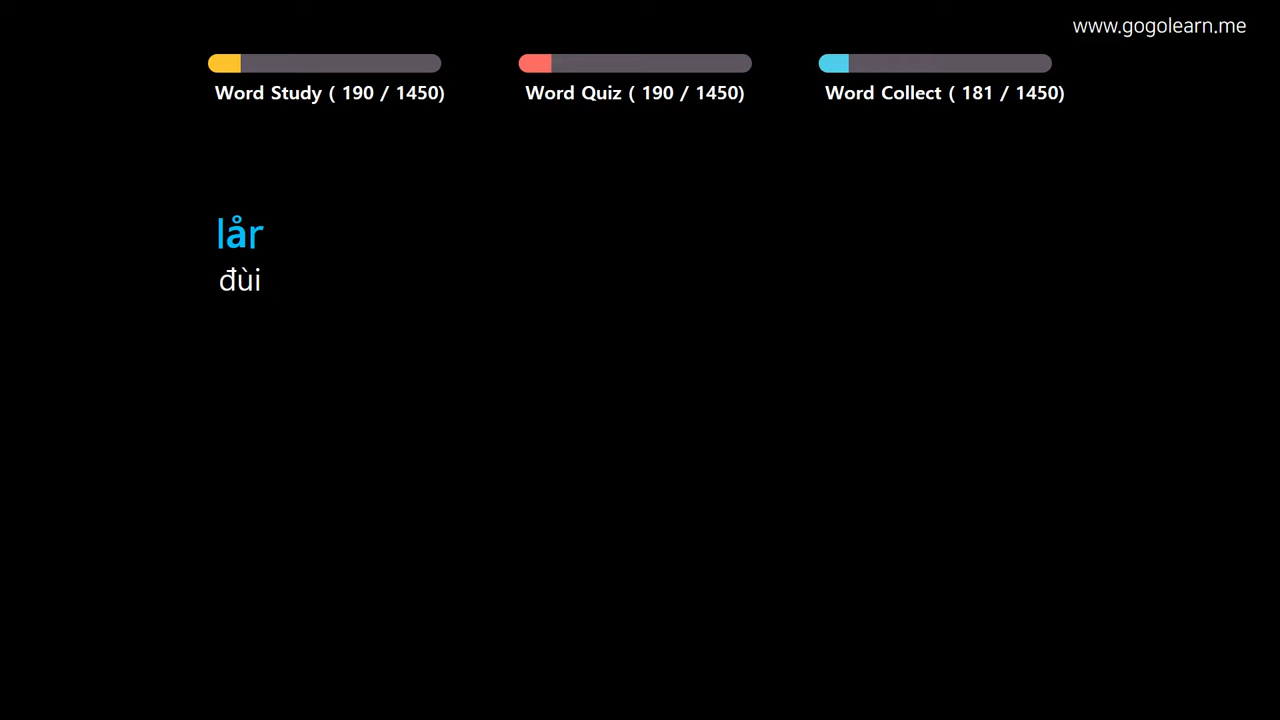 www.gogolearn.me
Word Study ( 190 / 1450)
Word Quiz ( 190 / 1450)
Word Collect ( 181 / 1450)
lår
đùi